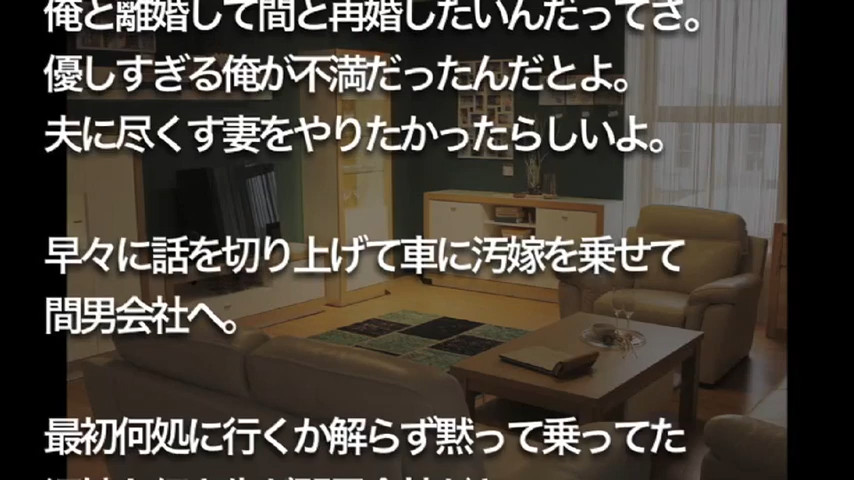 俺と離婚して間と再婚したいんだってさ。
優しすぎる俺が不満だったんだとよ。
夫に尽くす妻をやりたかったらしいよ。
早々に話を切り上げて車に汚嫁を乗せて
間男会社へ。
最初何処に行くか解らず黙って乗ってた